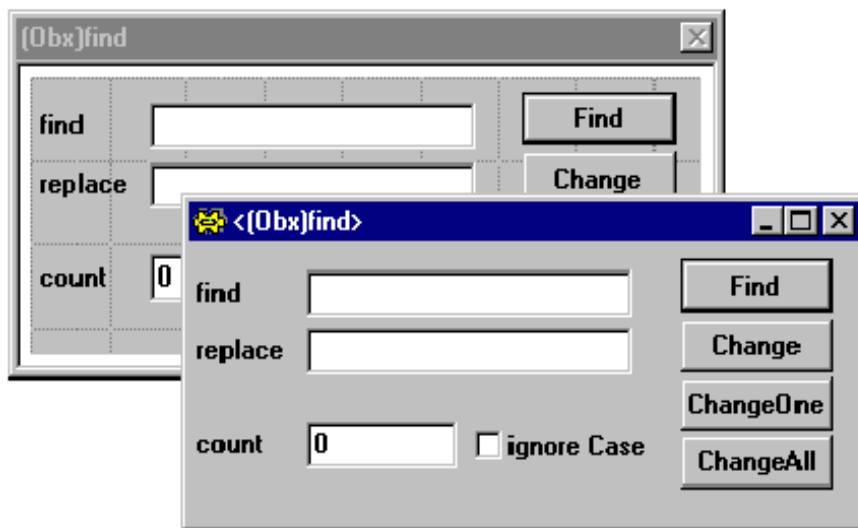 (Obx)find
find
Find
replace
Change
count
0
<(Obx)find>
find
Find
replace
Change
ChangeOne
count
0
ignore Case
ChangeAll